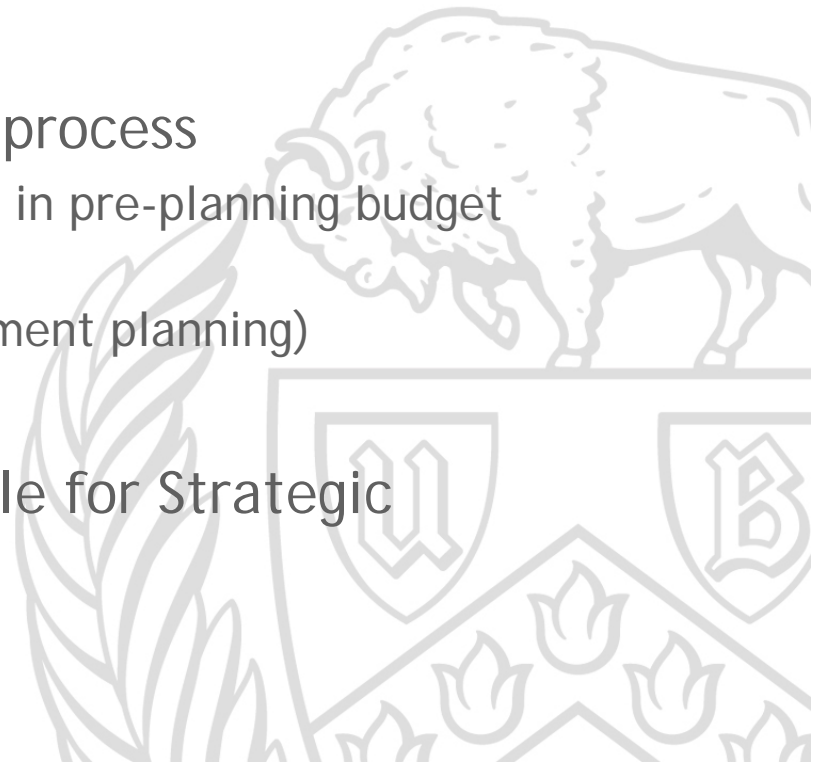 process
in pre-planning budget
ment planning)
le for Strategic
U B